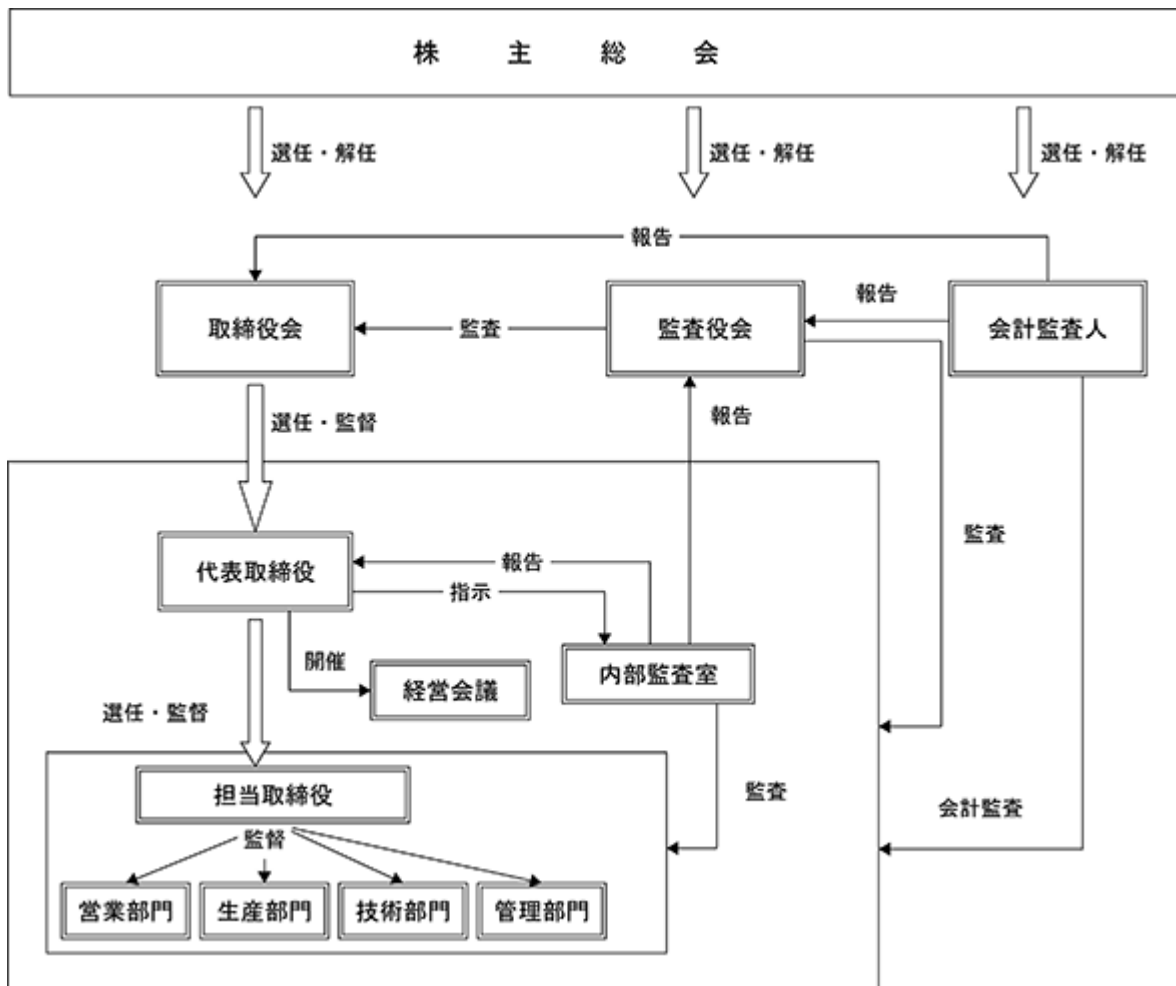 株主総会
選任・解任
選任・解任
選任・解任
報告
報告
取締役会
監査
監査役会
会計監査人
選任・監督
報告
監査
代表取締役
報告
指示
開催
経営会議
内部監査室
選任・監督
担当取締役
監査
会計監査
監督
営業部門
生産部門
技術部門
管理部門